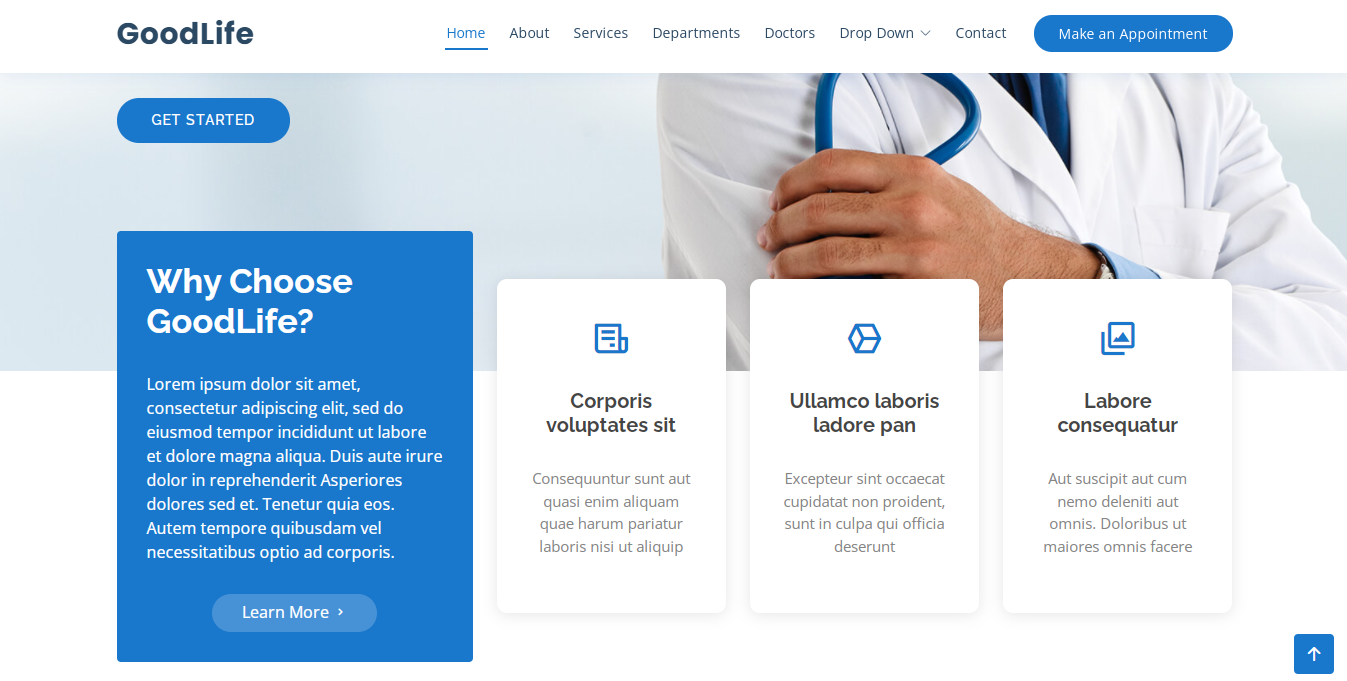 GoodLife
Home About Services Departments Doctors Drop Down Contact Make an Appointment
GET STARTED
Why Choose
GoodLife?
Lorem ipsum dolor sit amet,
consectetur adipiscing elit, sed do
eiusmod tempor incididunt ut labore
et dolore magna aliqua. Duis aute irure
dolor in reprehenderit Asperiores
dolores sed et. Tenetur quia eos.
Autem tempore quibusdam vel
necessitatibus optio ad corporis.
Learn More
Corporis
voluptates sit
Consequuntur sunt aut
quasi enim aliquam
quae harum pariatur
laboris nisi ut aliquip
Ullamco laboris
ladore pan
Excepteur sint occaecat
cupidatat non proident,
sunt in culpa qui officia
deserunt
Labore
consequatur
Aut suscipit aut cum
nemo deleniti aut
omnis. Doloribus ut
maiores omnis facere